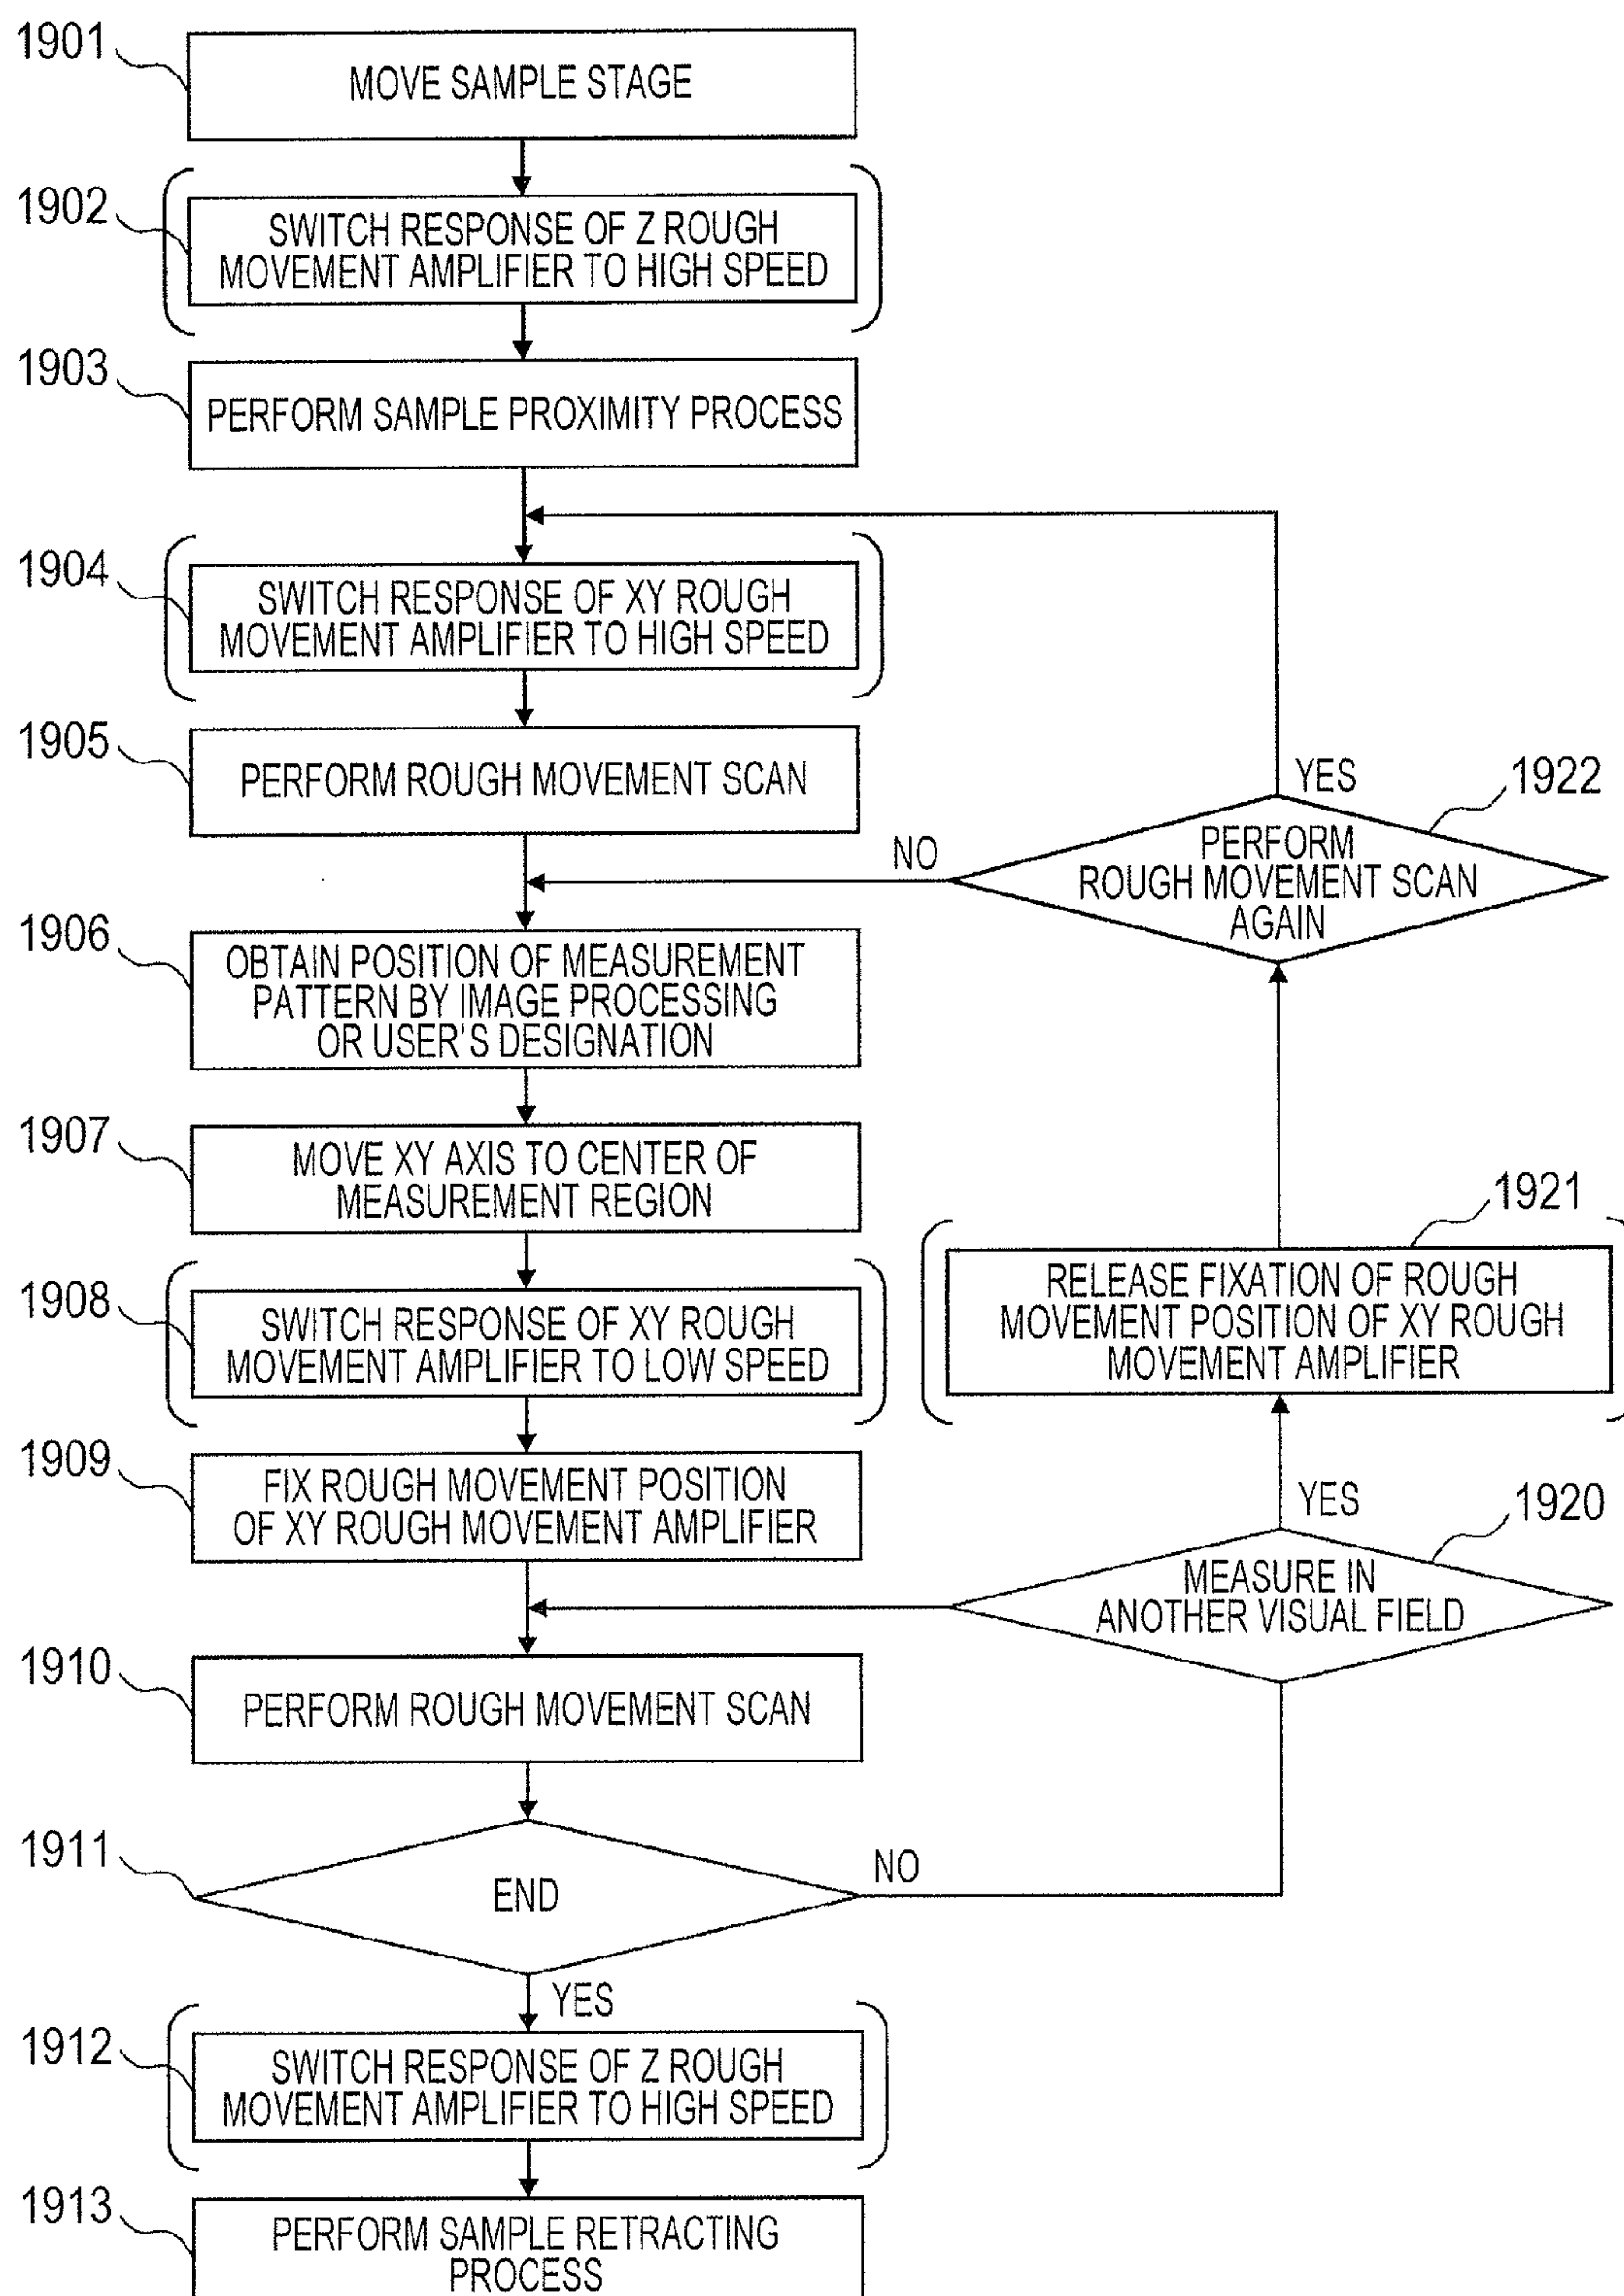 1901
MOVE SAMPLE STAGE
1902
SWITCH RESPONSE OF Z ROUGH
MOVEMENT AMPLIFIER TO HIGH SPEED
1903
PERFORM SAMPLE PROXIMITY PROCESS
1904
SWITCH RESPONSE OF XY ROUGH
MOVEMENT AMPLIFIER TO HIGH SPEED
1905
PERFORM ROUGH MOVEMENT SCAN
YES
1922
NO
PERFORM
ROUGH MOVEMENT SCAN
AGAIN
1906
OBTAIN POSITION OF MEASUREMENT
PATTERN BY IMAGE PROCESSING
OR USER'S DESIGNATION
1907
MOVE XY AXIS TO CENTER OF
MEASUREMENT REGION
1921
RELEASE FIXATION OF ROUGH
MOVEMENT POSITION OF XY ROUGH
MOVEMENT AMPLIFIER
1908
SWITCH RESPONSE OF XY ROUGH
MOVEMENT AMPLIFIER TO LOW SPEED
1909
FIX ROUGH MOVEMENT POSITION
OF XY ROUGH MOVEMENT AMPLIFIER
YES
1920
MEASURE IN
ANOTHER VISUAL FIELD
1910
PERFORM ROUGH MOVEMENT SCAN
1911
END
NO
YES
1912
SWITCH RESPONSE OF Z ROUGH
MOVEMENT AMPLIFIER TO HIGH SPEED
1913
PERFORM SAMPLE RETRACTING
PROCESS